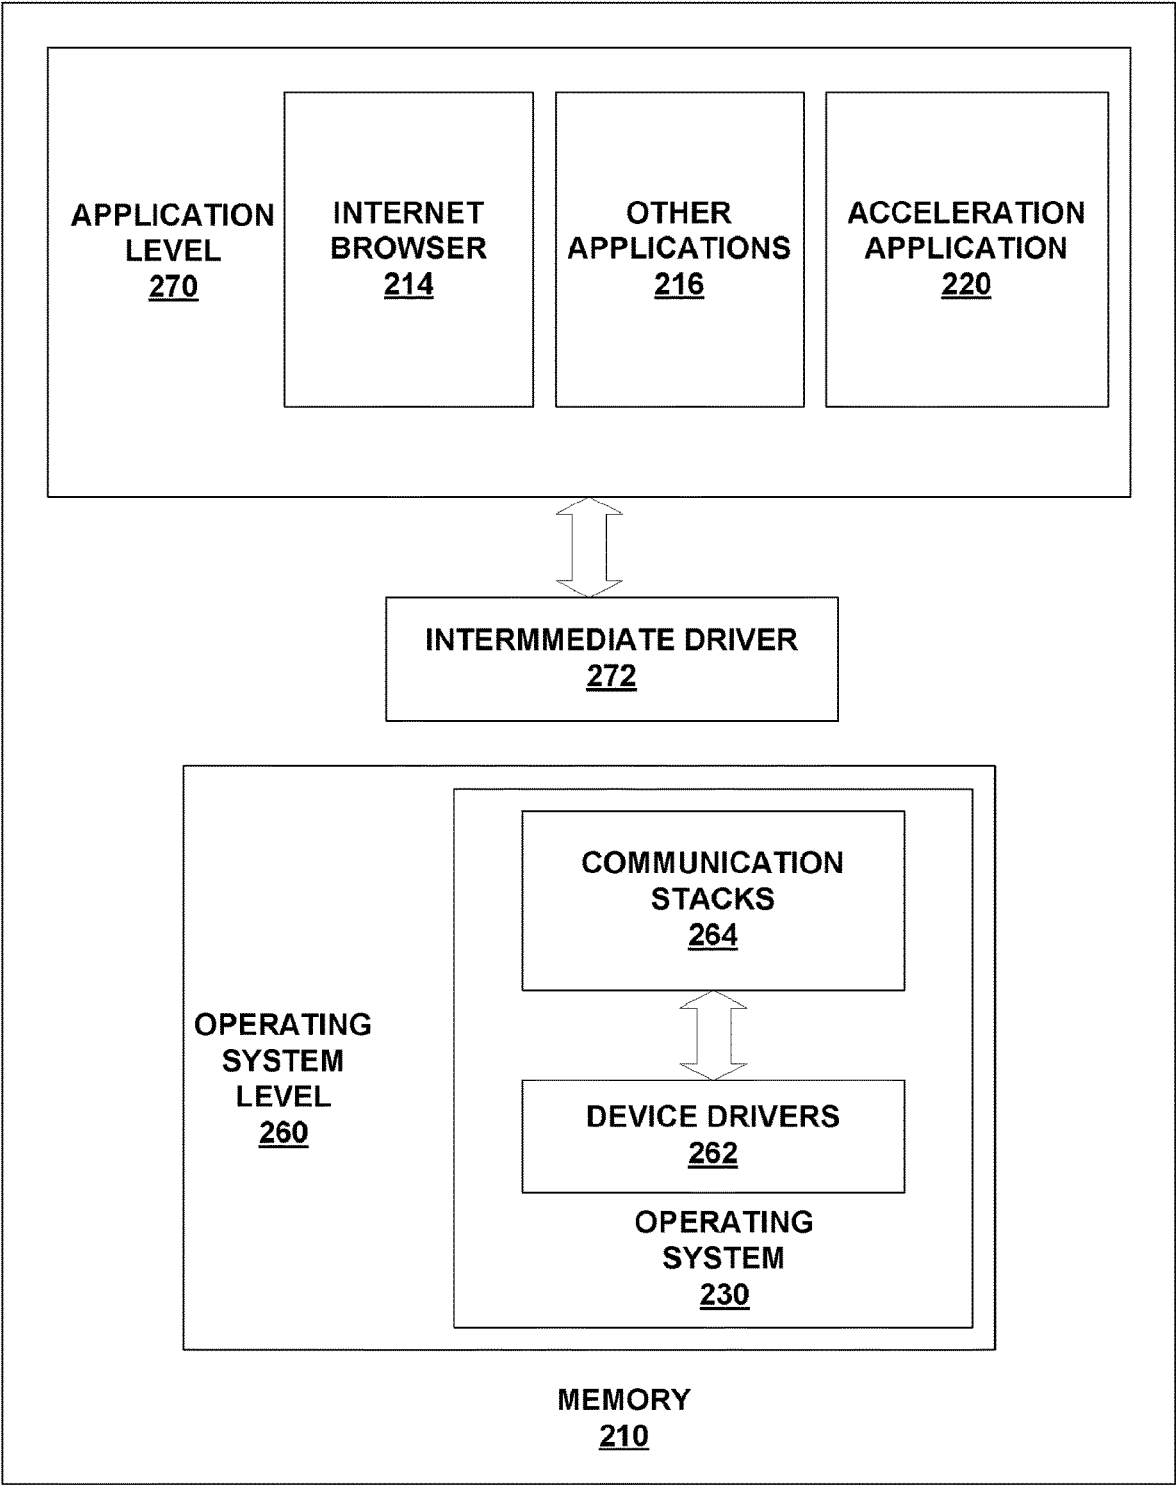 APPLICATION
LEVEL
270
INTERNET
BROWSER
214
OTHER
APPLICATIONS
216
ACCELERATION
APPLICATION
220
INTERMMEDIATE DRIVER
272
OPERATING
SYSTEM
LEVEL
260
COMMUNICATION
STACKS
264
DEVICE DRIVERS
262
OPERATING
SYSTEM
230
MEMORY
210